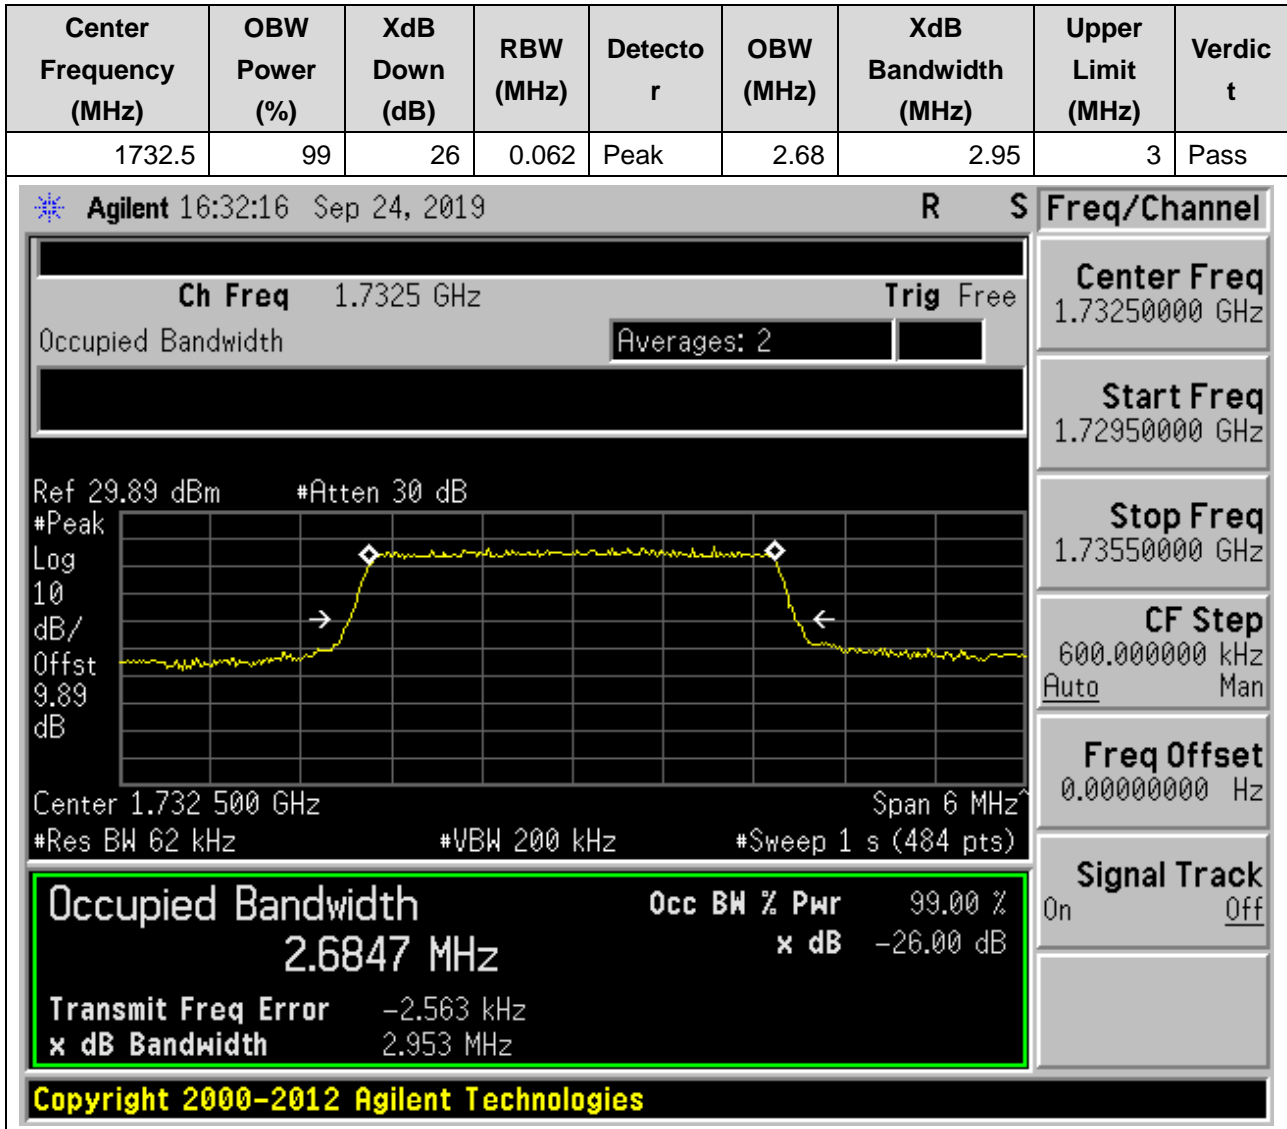 Center Frequency (MHz) OBW Power (%) XdB Down (dB) RBW (MHz) Detecto r OBW (MHz) XdB Bandwidth (MHz) Upper Limit (MHz) Verdic t
1732.5 99 26 0.062 Peak 2.68 2.95 3 Pass
Agilent 16:32:16 Sep 24, 2019 R S
Freq/Channel
Ch Freq 1.7325 GHz Trig Free
Occupied Bandwidth Averages: 2
Center Freq
1.73250000 GHz
Start Freq
1.72950000 GHz
Stop Freq
1.73550000 GHz
CF Step
600.000000 kHz
Auto Man
Freq Offset
0.00000000 Hz
Signal Track
On Off
Ref 29.89 dBm #Atten 30 dB
#Peak
Log
10
dB/
Offst
9.89
dB
Center 1.732 500 GHz Span 6 MHz^
#Res BW 62 kHz #VBW 200 kHz #Sweep 1 s (484 pts)
Occupied Bandwidth Occ BW % Pwr 99.00 %
2.6847 MHz x dB -26.00 dB
Transmit Freq Error -2.563 kHz
x dB Bandwidth 2.953 MHz
Copyright 2000-2012 Agilent Technologies